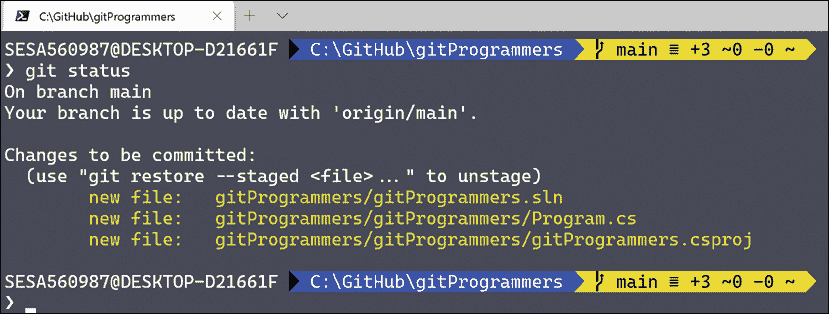 C:\GitHub\gitProgrammers
SESA560987@DESKTOP-D21661F C:\GitHub\gitProgrammers main ≡ +3 ~0 -0 ~
❯ git status
On branch main
Your branch is up to date with 'origin/main'.
Changes to be committed:
(use "git restore --staged <file>..." to unstage)
new file: gitProgrammers/gitProgrammers.sln
new file: gitProgrammers/gitProgrammers/Program.cs
new file: gitProgrammers/gitProgrammers/gitProgrammers.csproj
SESA560987@DESKTOP-D21661F C:\GitHub\gitProgrammers main ≡ +3 ~0 -0 ~
❯